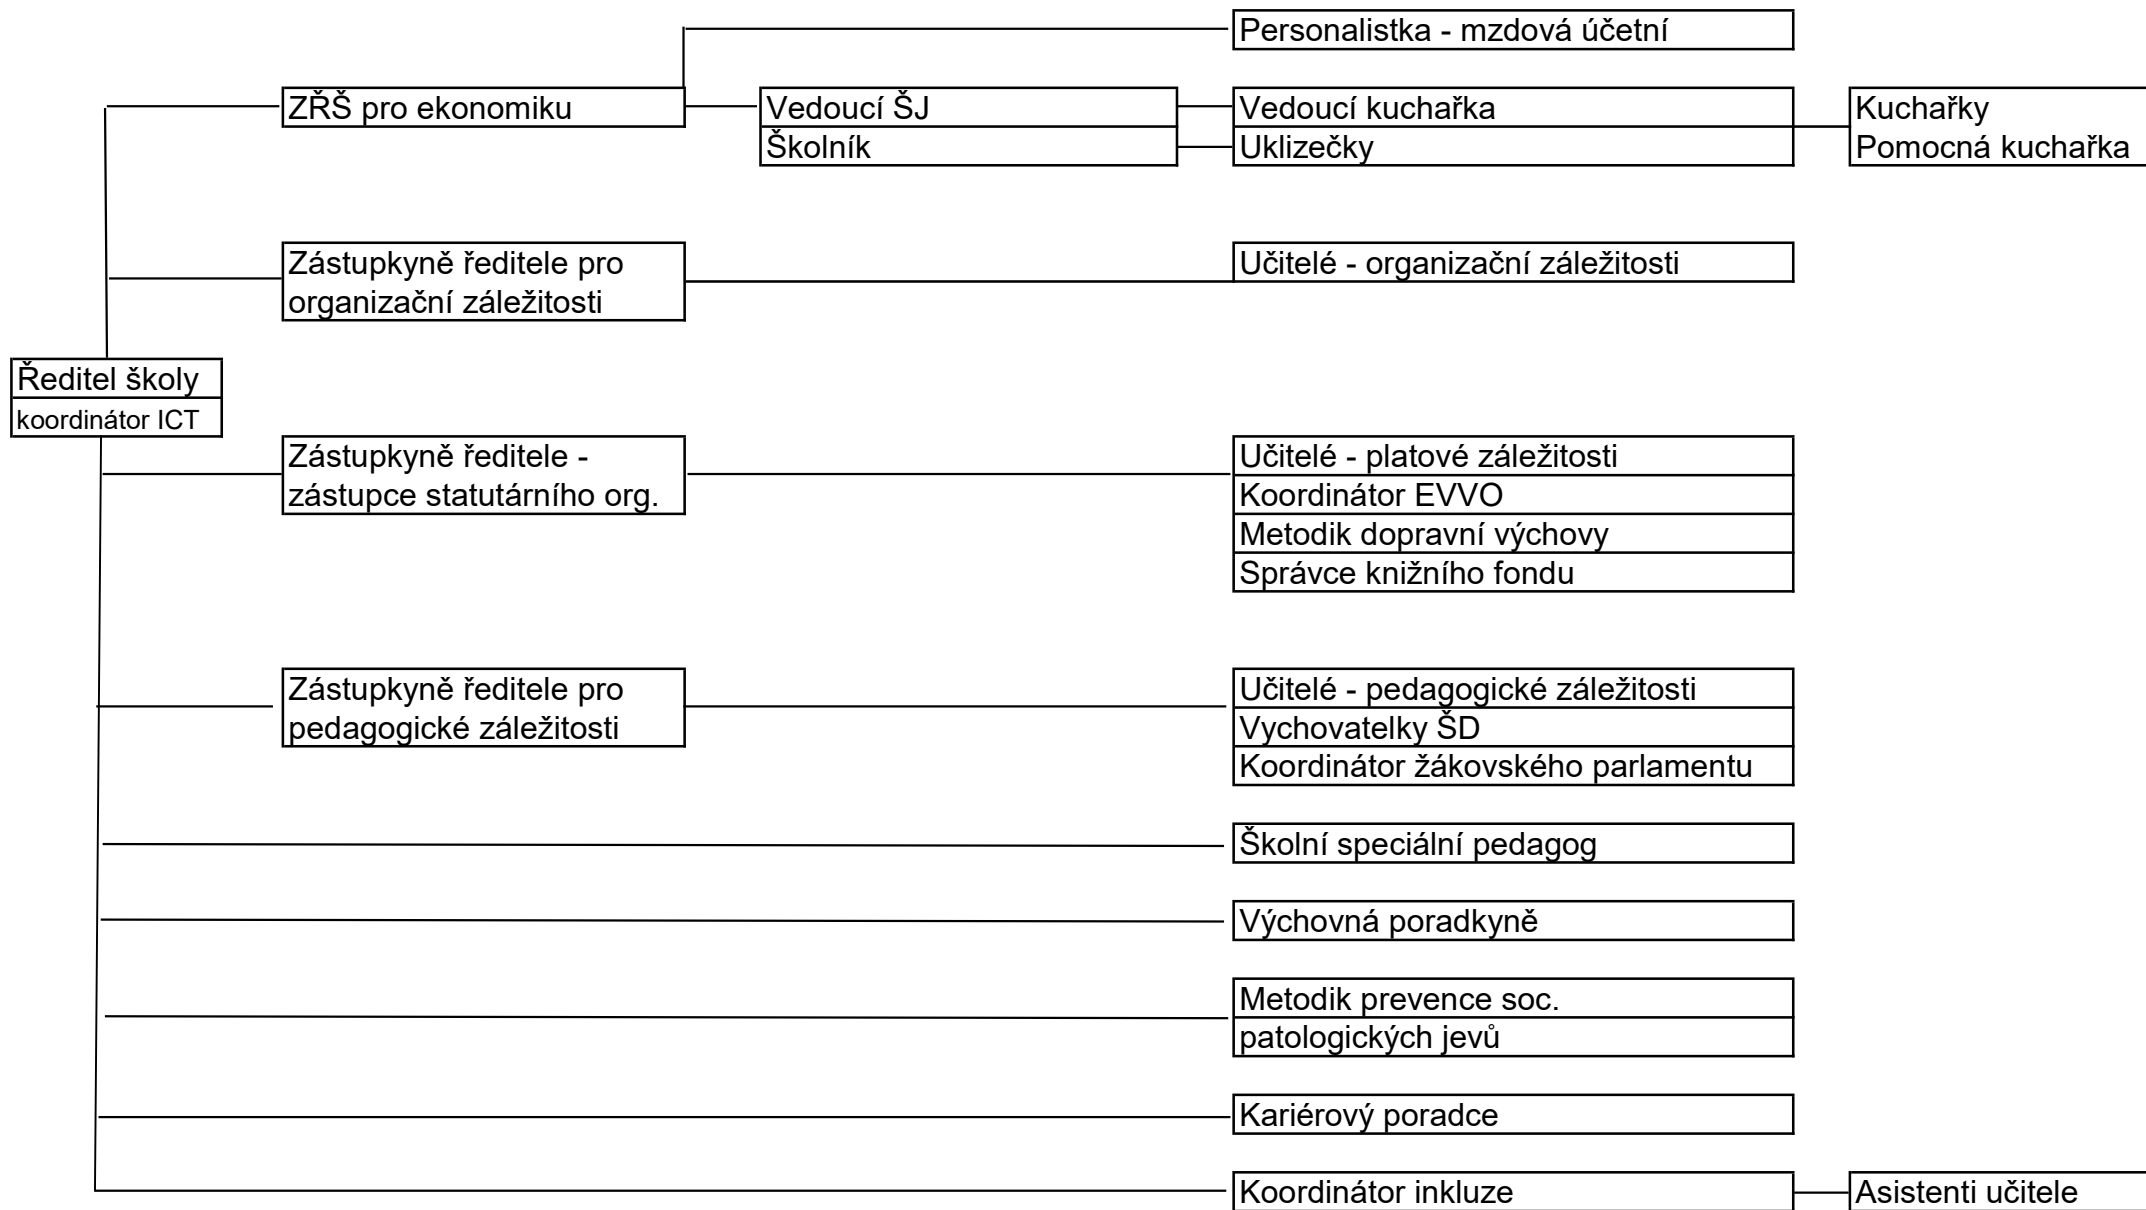 Personalistka - mzdová účetní
ZŘŠ pro ekonomiku
Vedoucí ŠJ
Vedoucí kuchařka
Kuchařky
Školník
Uklizečky
Pomocná kuchařka
Zástupkyně ředitele pro
organizační záležitosti
Učitelé - organizační záležitosti
Ředitel školy
koordinátor ICT
Zástupkyně ředitele -
zástupce statutárního org.
Učitelé - platové záležitosti
Koordinátor EVVO
Metodik dopravní výchovy
Správce knižního fondu
Zástupkyně ředitele pro
pedagogické záležitosti
Učitelé - pedagogické záležitosti
Vychovatelky ŠD
Koordinátor žákovského parlamentu
Školní speciální pedagog
Výchovná poradkyně
Metodik prevence soc.
patologických jevů
Kariérový poradce
Koordinátor inkluze
Asistenti učitele